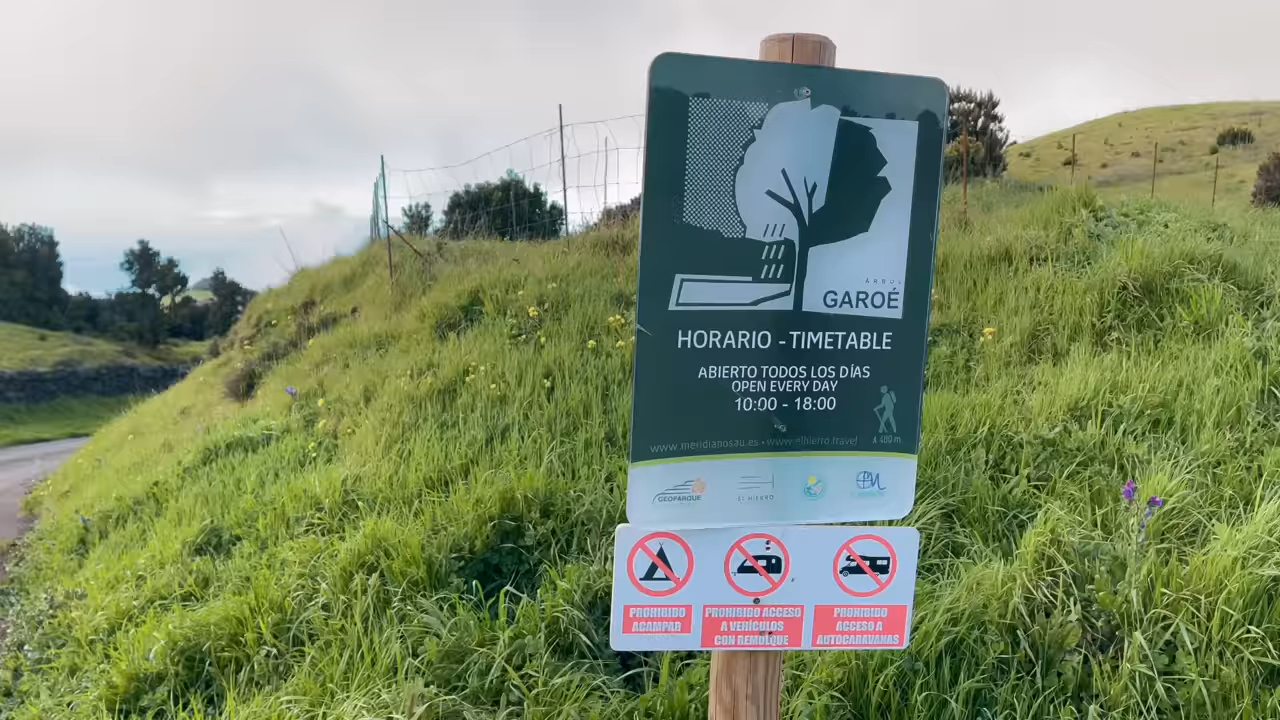 ÁRBOL
GAROÉ
HORARIO - TIMETABLE
ABIERTO TODOS LOS DÍAS
OPEN EVERY DAY
10:00 - 18:00
A 480 m
www.meridianosau.es - www.elhierro.travel
GEOPARQUE
EL HIERRO
PROHIBIDO
ACAMPAR
PROHIBIDO ACCESO
A VEHÍCULOS
CON REMOLQUE
PROHIBIDO
ACCESO A
AUTOCARAVANAS